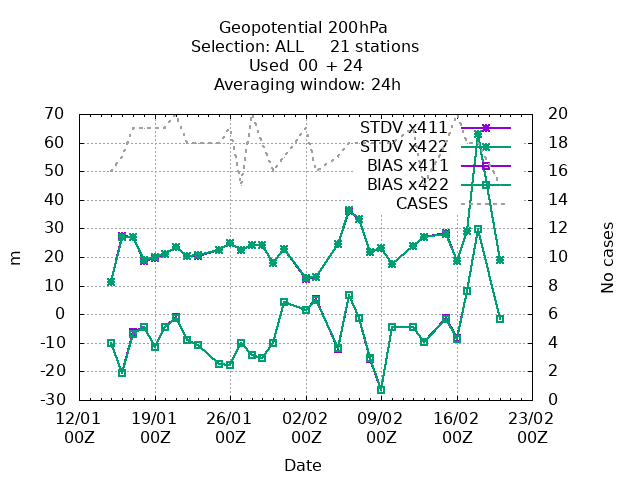 Geopotential 200hPa
Selection: ALL     21 stations
Used  00  + 24
Averaging window: 24h
70
60
50
40
30
20
10
0
-10
-20
-30
m
20
18
16
14
12
10
8
6
4
2
0
No cases
STDV x411
STDV x422
BIAS x411
BIAS x422
CASES
12/01 19/01 26/01 02/02 09/02 16/02 23/02
00Z 00Z 00Z 00Z 00Z 00Z 00Z
Date